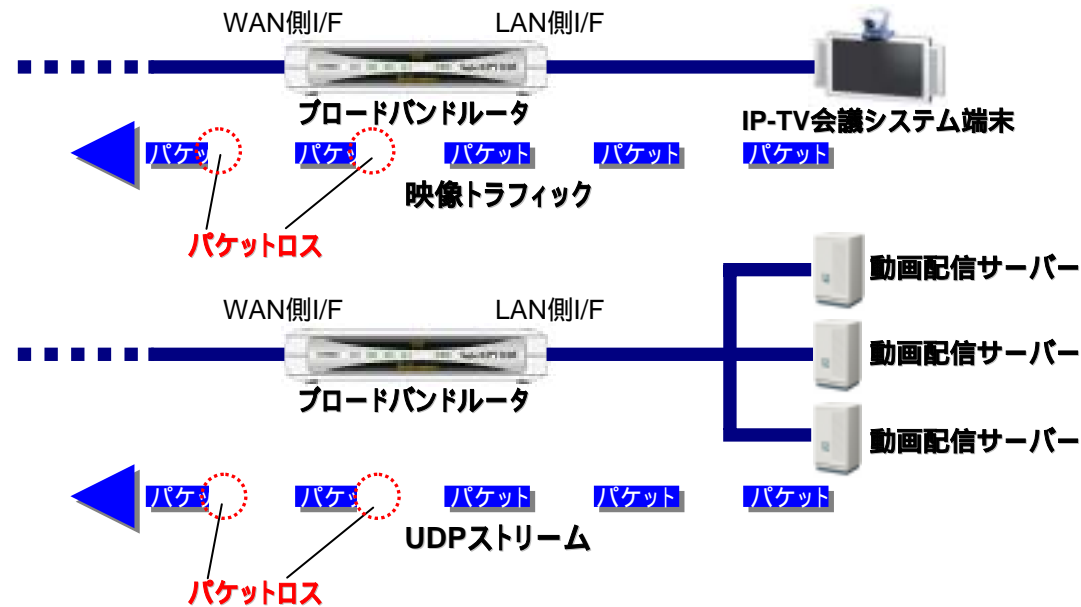 WAN側I/F
LAN側I/F
ブロードバンドルータ
IP-TV会議システム端末
パケッ
パケッ
パケット
パケット
パケット
映像トラフィック
パケットロス
動画配信サーバー
WAN側I/F
LAN側I/F
動画配信サーバー
ブロードバンドルータ
動画配信サーバー
パケッ
パケッ
パケット
パケット
パケット
UDPストリーム
パケットロス